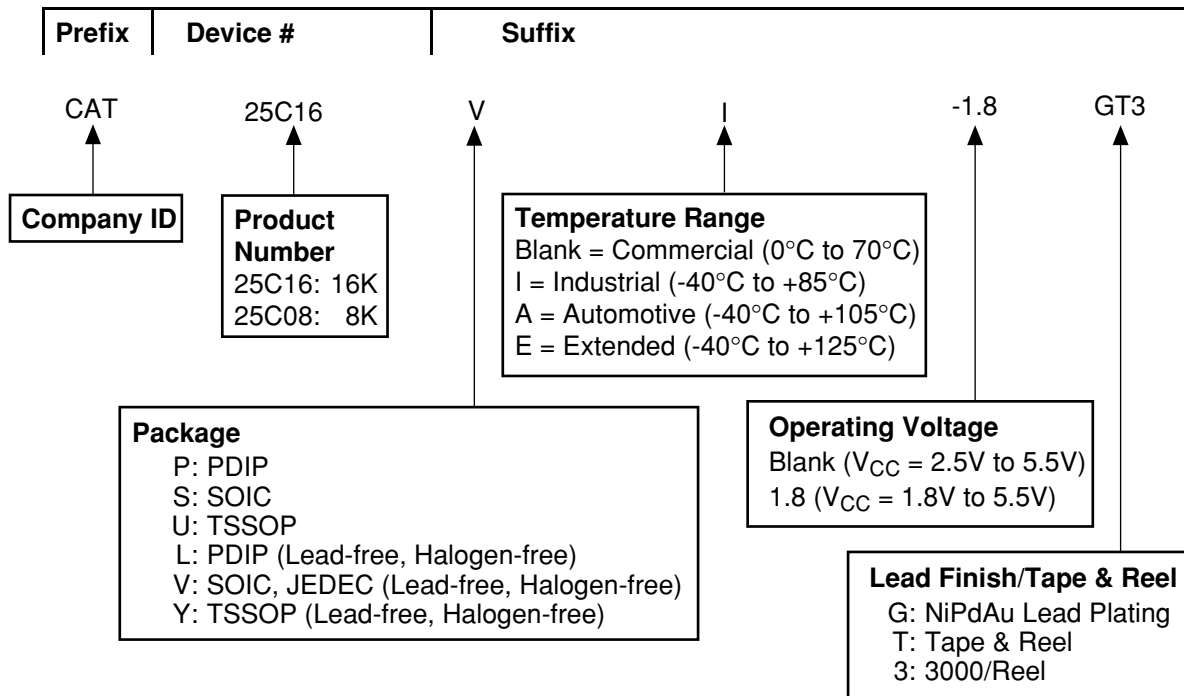 Prefix Device # Suffix
CAT 25C16 V I -1.8 GT3
Company ID
Product
Number
25C16: 16K
25C08: 8K
Temperature Range
Blank = Commercial (0°C to 70°C)
I = Industrial (-40°C to +85°C)
A = Automotive (-40°C to +105°C)
E = Extended (-40°C to +125°C)
Package
P: PDIP
S: SOIC
U: TSSOP
L: PDIP (Lead-free, Halogen-free)
V: SOIC, JEDEC (Lead-free, Halogen-free)
Y: TSSOP (Lead-free, Halogen-free)
Operating Voltage
Blank (VCC = 2.5V to 5.5V)
1.8 (VCC = 1.8V to 5.5V)
Lead Finish/Tape & Reel
G: NiPdAu Lead Plating
T: Tape & Reel
3: 3000/Reel